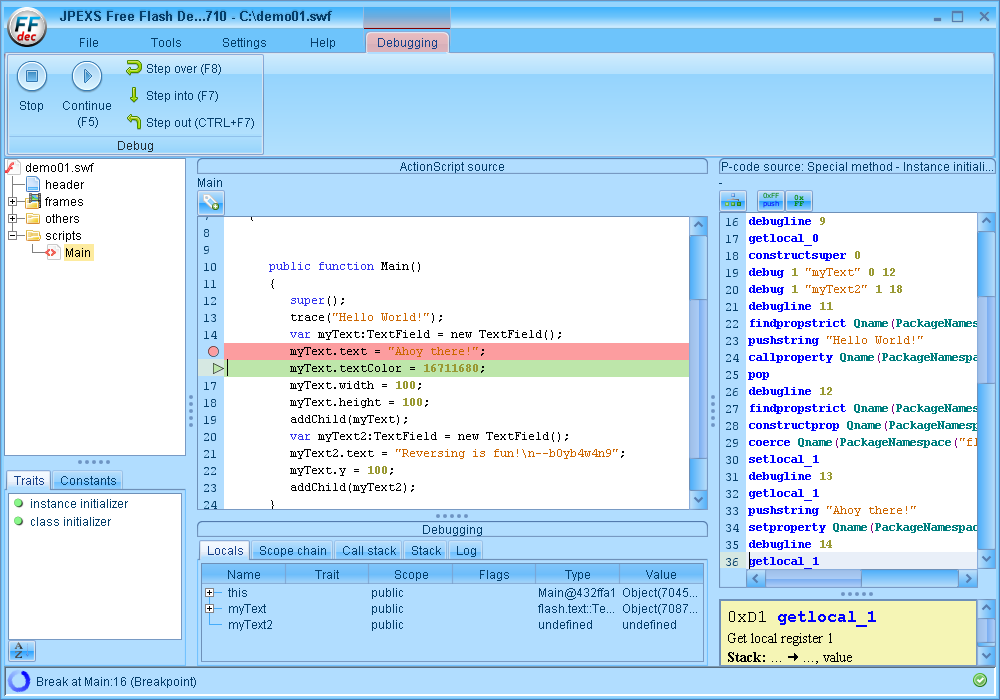 FF dec
JPEXS Free Flash De...710 - C:\demo01.swf
File Tools Settings Help Debugging
Stop
Continue (F5)
Step over (F8)
Step into (F7)
Step out (CTRL+F7)
Debug
demo01.swf
header
frames
others
scripts
Main
Traits Constants
instance initializer
class initializer
A Z
ActionScript source
Main
8
9
10 public function Main()
11 {
12 super();
13 trace("Hello World!");
14 var myText:TextField = new TextField();
myText.text = "Ahoy there!";
myText.textColor = 16711680;
17 myText.width = 100;
18 myText.height = 100;
19 addChild(myText);
20 var myText2:TextField = new TextField();
21 myText2.text = "Reversing is fun!\n--b0yb4w4n9";
22 myText.y = 100;
23 addChild(myText2);
24 }
Debugging
Locals Scope chain Call stack Stack Log
Name Trait Scope Flags Type Value
this public Main@432ffa1 Object(7045...
myText public flash.text::Te... Object(7087...
myText2 public undefined undefined
P-code source: Special method - Instance initiali...
-
0xFF push 0x FF
16 debugline 9
17 getlocal_0
18 constructsuper 0
19 debug 1 "myText" 0 12
20 debug 1 "myText2" 1 18
21 debugline 11
22 findpropstrict Qname(PackageNames
23 pushstring "Hello World!"
24 callproperty Qname(PackageNamespa
25 pop
26 debugline 12
27 findpropstrict Qname(PackageNames
28 constructprop Qname(PackageNamesp
29 coerce Qname(PackageNamespace("fl
30 setlocal_1
31 debugline 13
32 getlocal_1
33 pushstring "Ahoy there!"
34 setproperty Qname(PackageNamespac
35 debugline 14
36 getlocal_1
0xD1 getlocal_1
Get local register 1
Stack: ... ➜ ..., value
Break at Main:16 (Breakpoint)